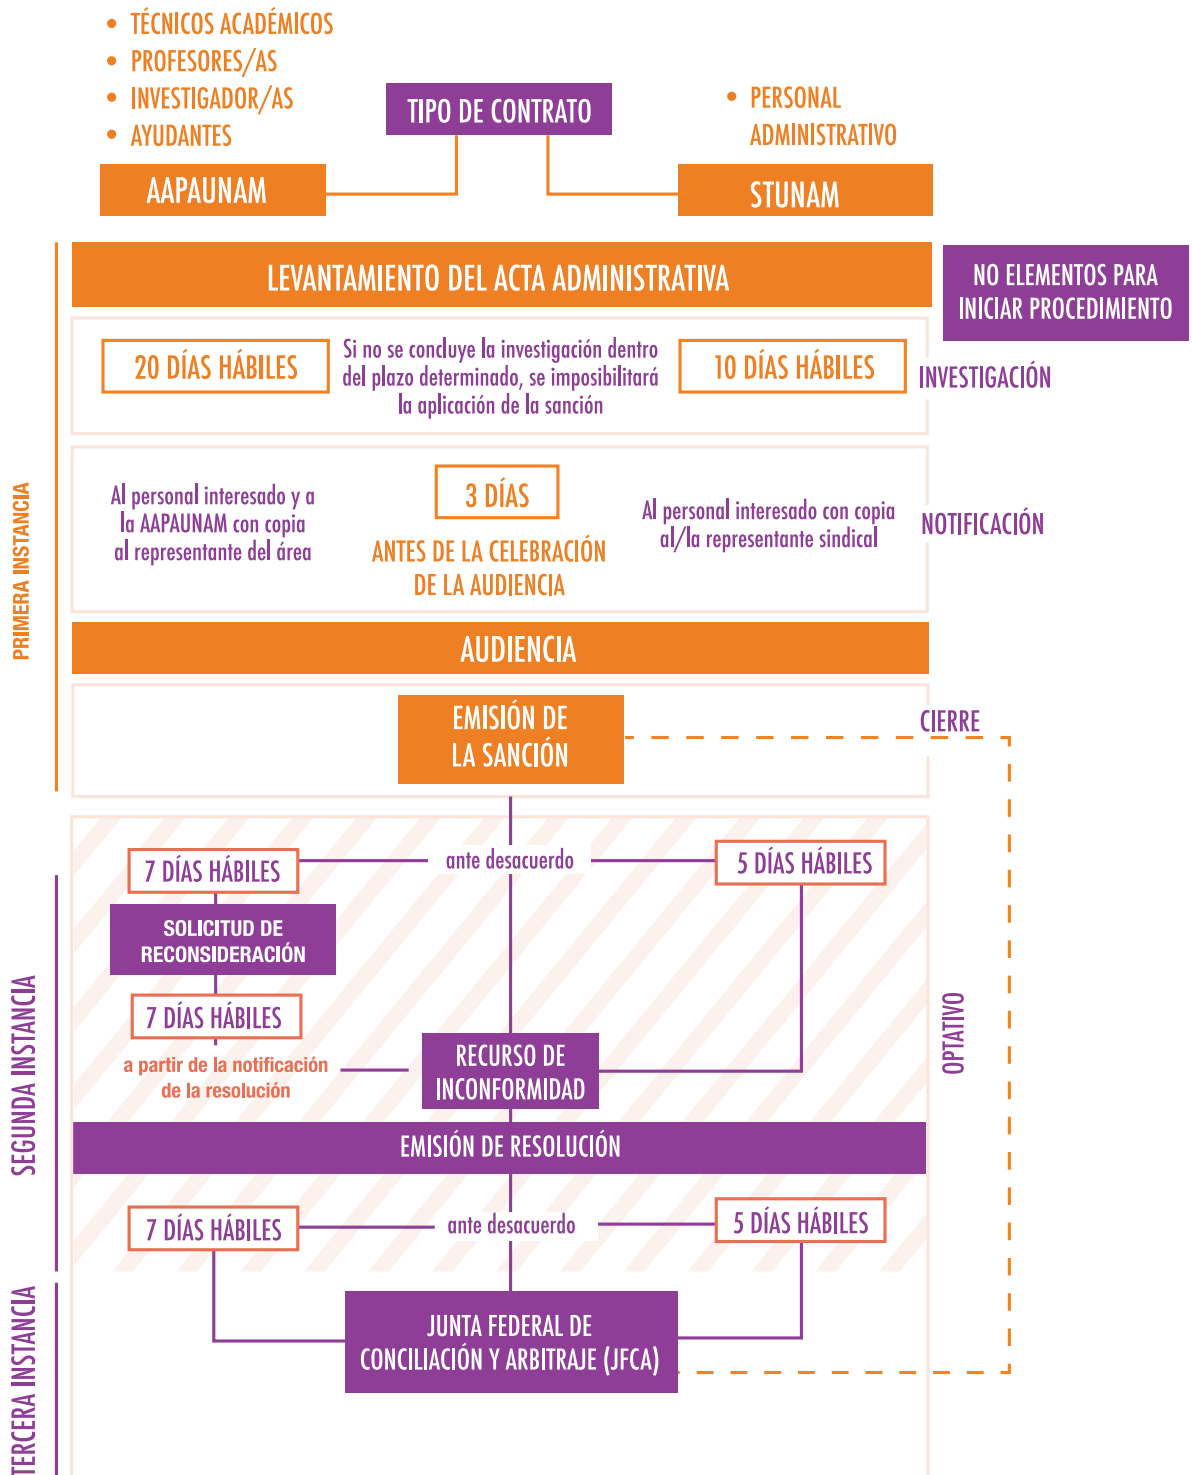 • TÉCNICOS ACADÉMICOS
• PROFESORES/AS
• INVESTIGADOR/AS
• AYUDANTES
TIPO DE CONTRATO
• PERSONAL
ADMINISTRATIVO
AAPAUNAM
STUNAM
PRIMERA INSTANCIA
LEVANTAMIENTO DEL ACTA ADMINISTRATIVA
NO ELEMENTOS PARA
INICIAR PROCEDIMIENTO
20 DÍAS HÁBILES
Si no se concluye la investigación dentro
del plazo determinado, se imposibilitará
la aplicación de la sanción
10 DÍAS HÁBILES
INVESTIGACIÓN
Al personal interesado y a
la AAPAUNAM con copia
al representante del área
3 DÍAS
ANTES DE LA CELEBRACIÓN
DE LA AUDIENCIA
Al personal interesado con copia
al/la representante sindical
NOTIFICACIÓN
AUDIENCIA
EMISIÓN DE
LA SANCIÓN
CIERRE
SEGUNDA INSTANCIA
7 DÍAS HÁBILES
ante desacuerdo
5 DÍAS HÁBILES
SOLICITUD DE
RECONSIDERACIÓN
7 DÍAS HÁBILES
a partir de la notificación
de la resolución
RECURSO DE
INCONFORMIDAD
OPTATIVO
EMISIÓN DE RESOLUCIÓN
7 DÍAS HÁBILES
ante desacuerdo
5 DÍAS HÁBILES
TERCERA INSTANCIA
JUNTA FEDERAL DE
CONCILIACIÓN Y ARBITRAJE (JFCA)